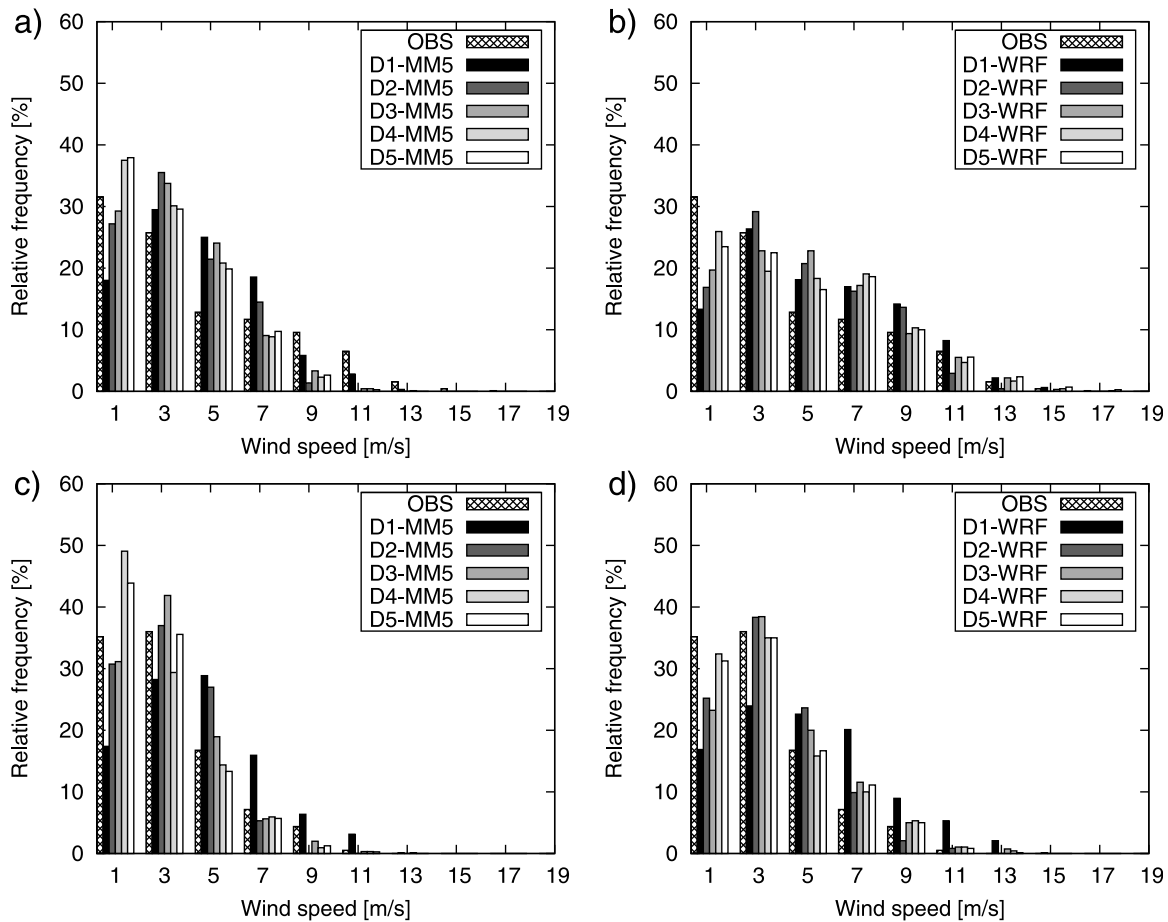 a)
60
50
40
30
20
10
0
Relative frequency [%]
OBS
D1-MM5
D2-MM5
D3-MM5
D4-MM5
D5-MM5
1 3 5 7 9 11 13 15 17 19
Wind speed [m/s]
b)
60
50
40
30
20
10
0
Relative frequency [%]
OBS
D1-WRF
D2-WRF
D3-WRF
D4-WRF
D5-WRF
1 3 5 7 9 11 13 15 17 19
Wind speed [m/s]
c)
60
50
40
30
20
10
0
Relative frequency [%]
OBS
D1-MM5
D2-MM5
D3-MM5
D4-MM5
D5-MM5
1 3 5 7 9 11 13 15 17 19
Wind speed [m/s]
d)
60
50
40
30
20
10
0
Relative frequency [%]
OBS
D1-WRF
D2-WRF
D3-WRF
D4-WRF
D5-WRF
1 3 5 7 9 11 13 15 17 19
Wind speed [m/s]